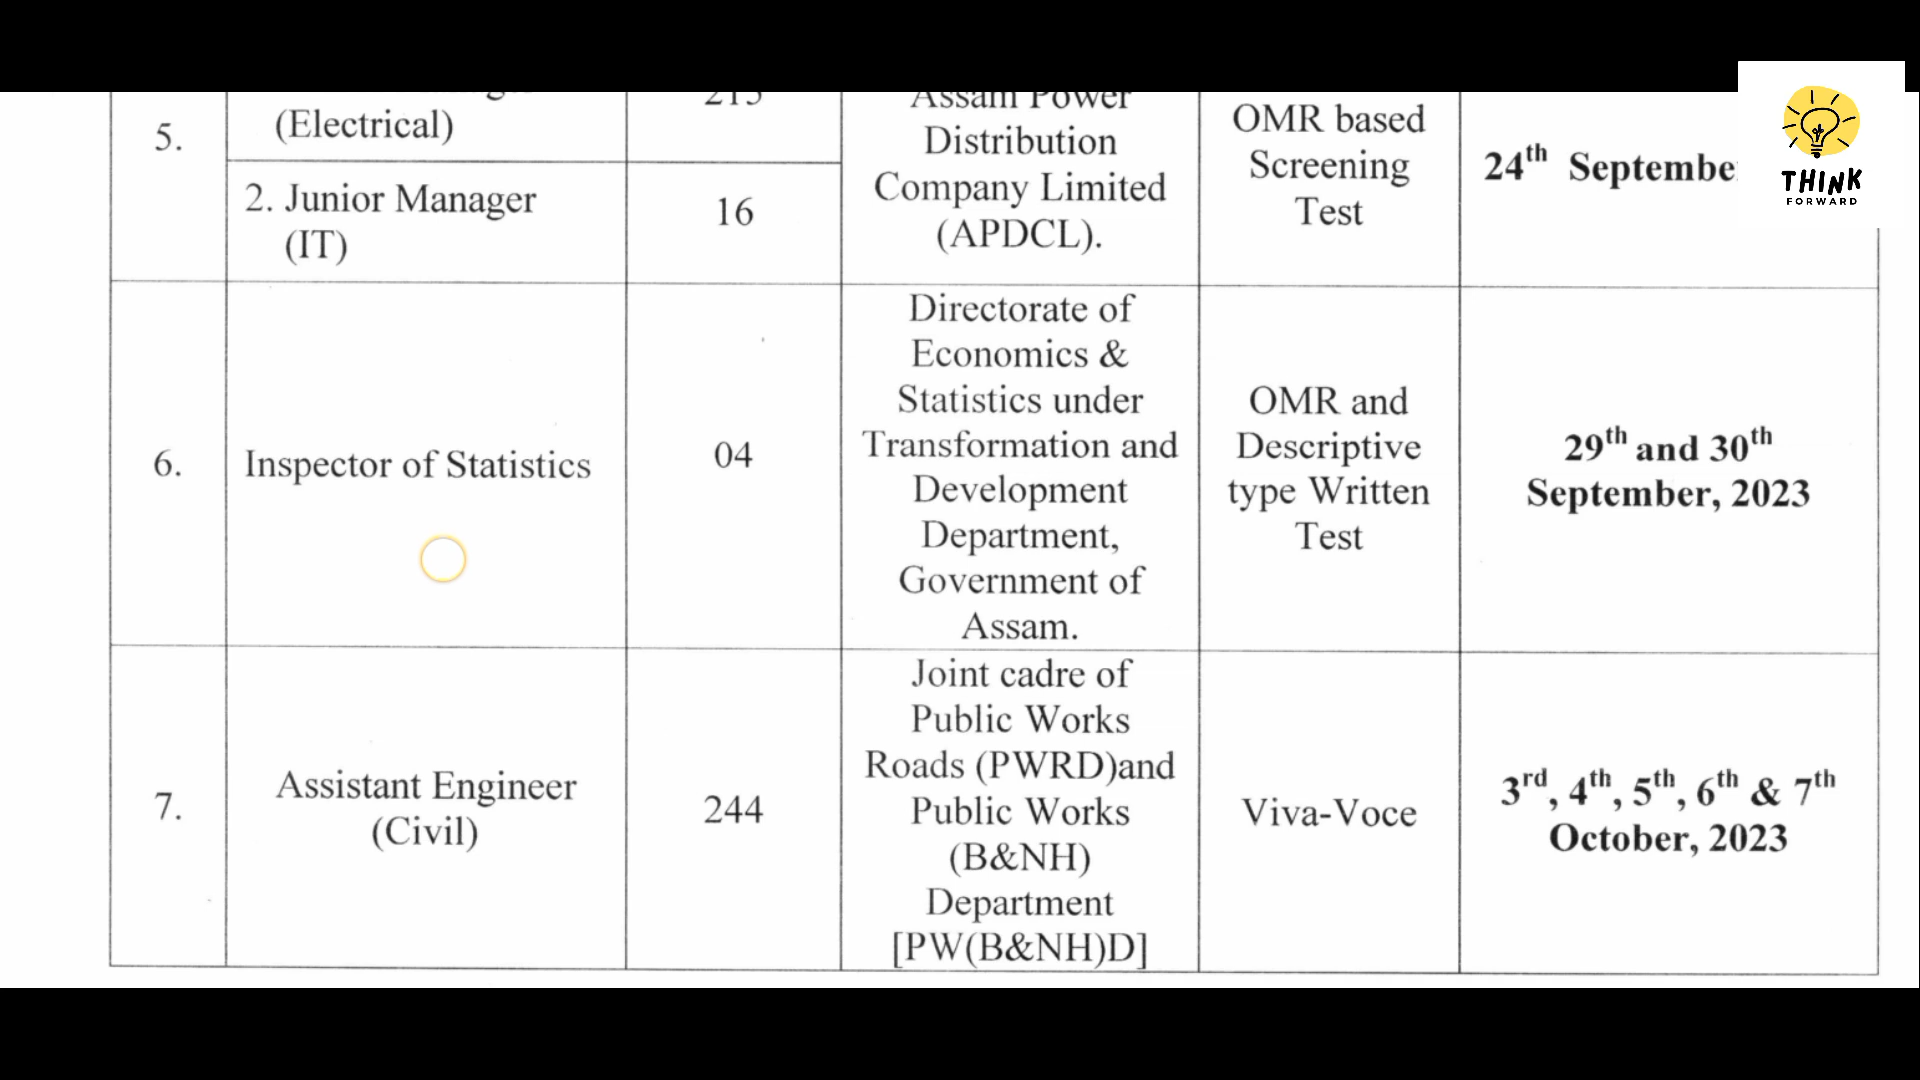 5.
(Electrical)
215
2. Junior Manager
(IT)
16
Assam Power
Distribution
Company Limited
(APDCL).
OMR based
Screening
Test
24th Septembe
THINK
FORWARD
6.
Inspector of Statistics
04
Directorate of
Economics &
Statistics under
Transformation and
Development
Department,
Government of
Assam.
OMR and
Descriptive
type Written
Test
29th and 30th
September, 2023
7.
Assistant Engineer
(Civil)
244
Joint cadre of
Public Works
Roads (PWRD)and
Public Works
(B&NH)
Department
[PW(B&NH)D]
Viva-Voce
3rd, 4th, 5th, 6th & 7th
October, 2023